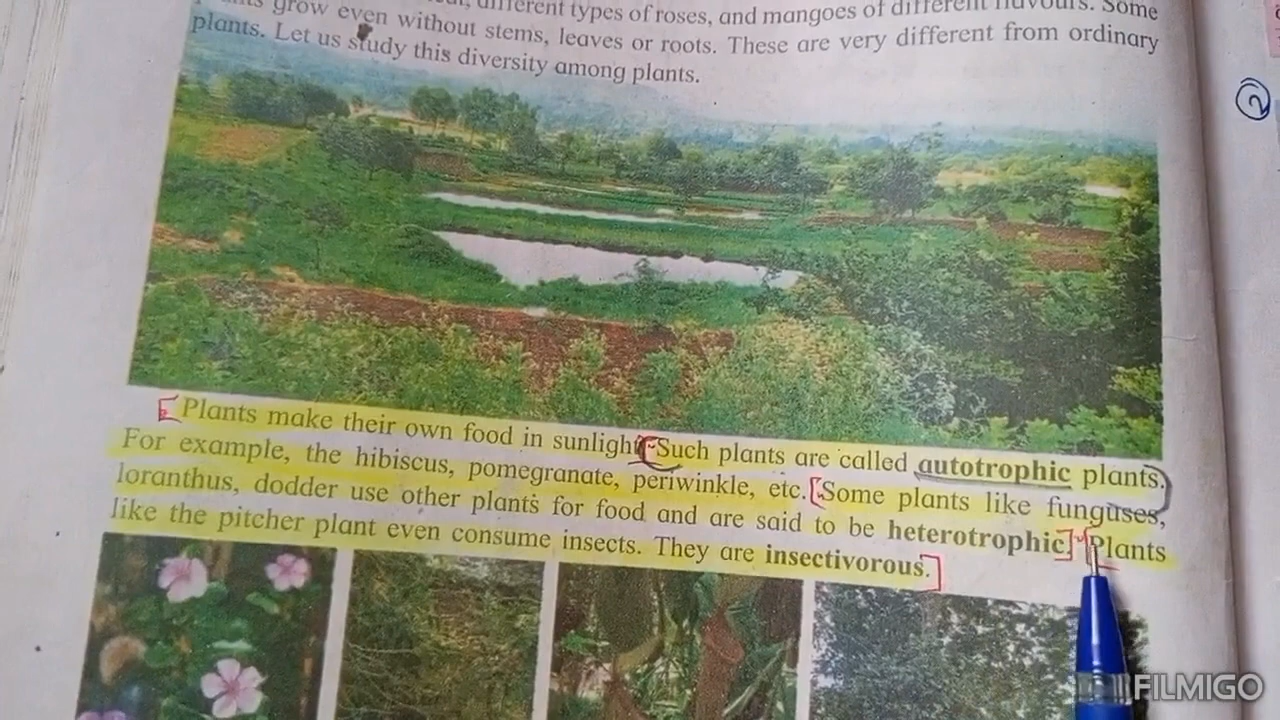 different types of roses, and mangoes of different flavours. Some
grow even without stems, leaves or roots. These are very different from ordinary
plants. Let us study this diversity among plants.
2
Plants make their own food in sunlight. Such plants are called autotrophic plants.
For example, the hibiscus, pomegranate, periwinkle, etc. Some plants like funguses,
loranthus, dodder use other plants for food and are said to be heterotrophic. Plants
like the pitcher plant even consume insects. They are insectivorous.
FILMIGO